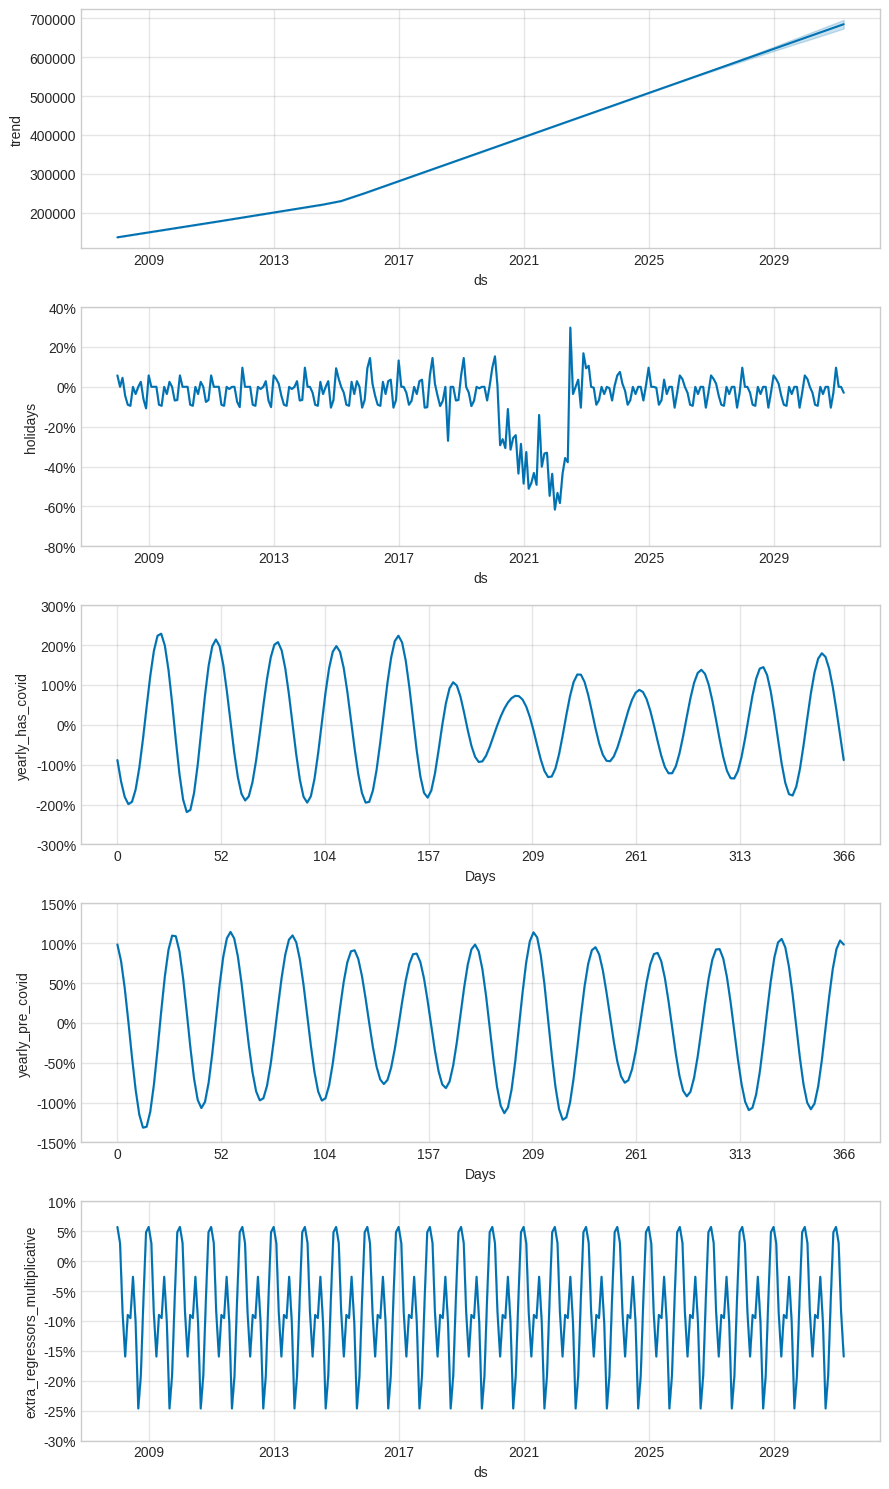 700000
600000
500000
400000
300000
200000
trend
2009 2013 2017 2021 2025 2029
ds
40%
20%
0%
-20%
-40%
-60%
-80%
holidays
2009 2013 2017 2021 2025 2029
ds
300%
200%
100%
0%
-100%
-200%
-300%
yearly_has_covid
0 52 104 157 209 261 313 366
Days
150%
100%
50%
0%
-50%
-100%
-150%
yearly_pre_covid
0 52 104 157 209 261 313 366
Days
10%
5%
0%
-5%
-10%
-15%
-20%
-25%
-30%
extra_regressors_multiplicative
2009 2013 2017 2021 2025 2029
ds